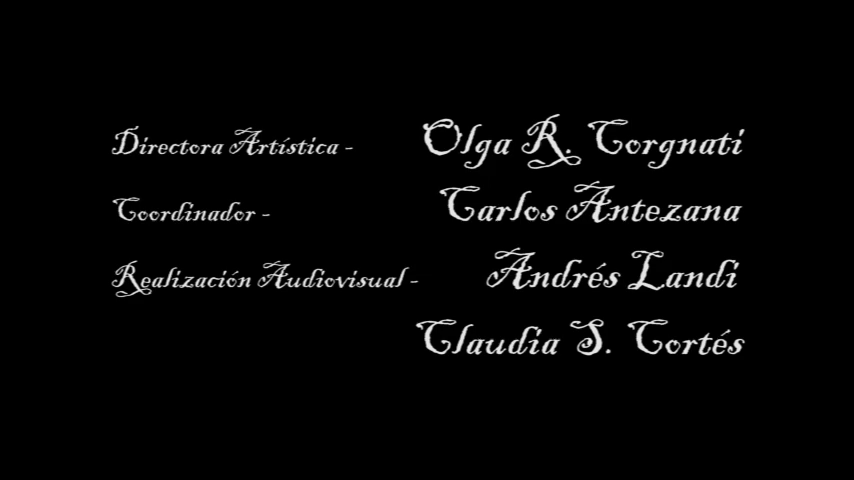 Directora Artística - Olga R. Corgnati
Coordinador - Carlos Antezana
Realización Audiovisual - Andrés Landi
Claudia S. Cortés